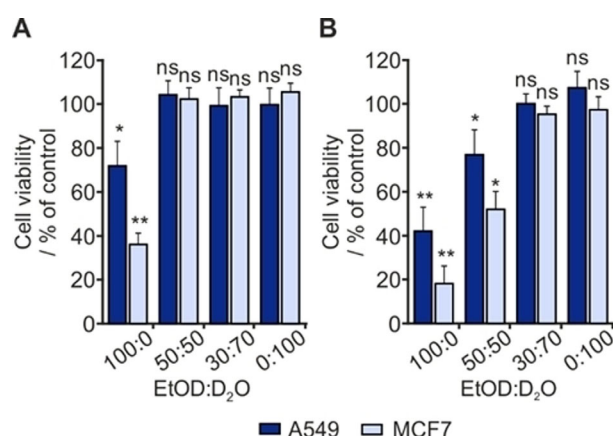 A
120
100
80
60
40
20
0
Cell viability
/ % of control
*
**
ns ns
ns ns
ns ns
100:0
50:50
30:70
0:100
EtOD:D₂O
B
120
100
80
60
40
20
0
Cell viability
/ % of control
**
**
*
*
ns ns
ns ns
100:0
50:50
30:70
0:100
EtOD:D₂O
A549 MCF7